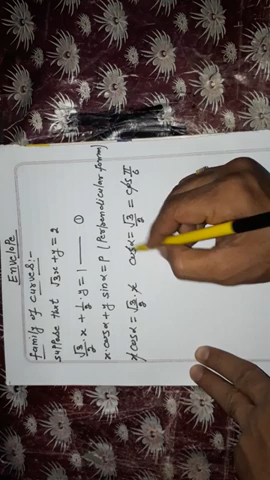 Envelope
family of curves:-
suppose that √3x+y=2
√3/2 x + 1/2 · y = 1 ——— ①
x·cosα+y sinα=p (Perpendicular form)
x cosα = √3/2 · x cosα = √3/2 = cos π/